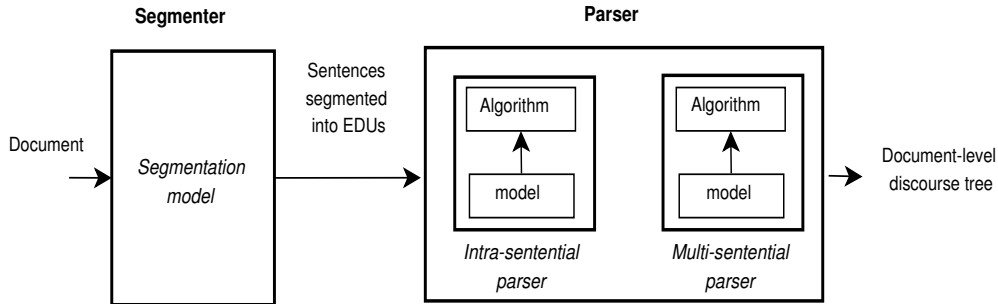 Segmenter
Parser
Document
Segmentation
model
Sentences
segmented
into EDUs
Algorithm
model
Intra-sentential
parser
Algorithm
model
Multi-sentential
parser
Document-level
discourse tree